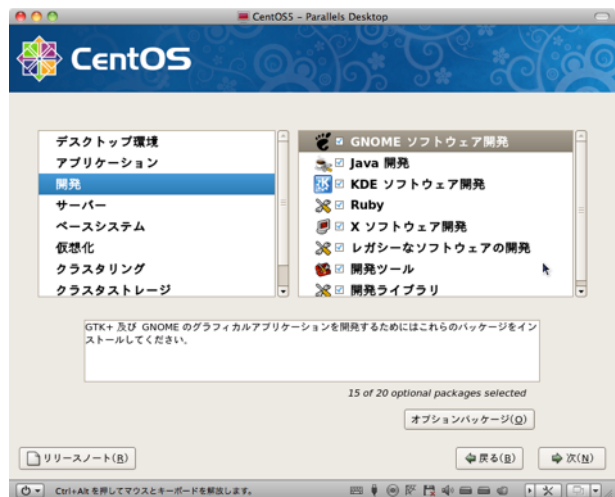 CentOS5 - Parallels Desktop
CentOS
デスクトップ環境
アプリケーション
開発
サーバー
ベースシステム
仮想化
クラスタリング
クラスタストレージ
GNOME ソフトウェア開発
Java 開発
KDE ソフトウェア開発
Ruby
X ソフトウェア開発
レガシーなソフトウェアの開発
開発ツール
開発ライブラリ
GTK+ 及び GNOME のグラフィカルアプリケーションを開発するためにはこれらのパッケージをイン
ストールしてください。
15 of 20 optional packages selected
オプションパッケージ(O)
リリースノート(R)
戻る(B)
次(N)
Ctrl+Alt を押してマウスとキーボードを解放します。